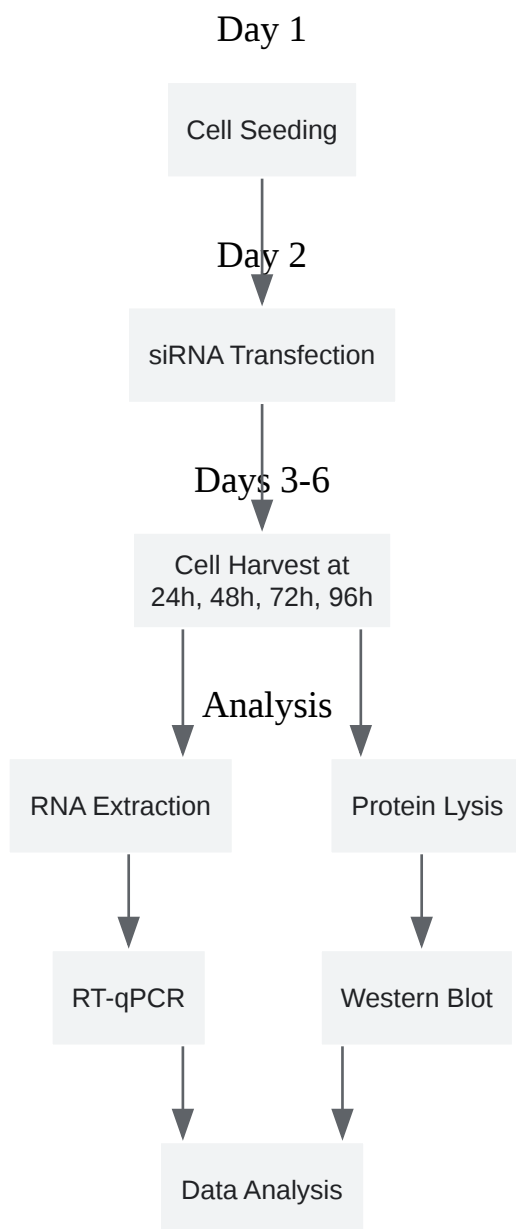 Day 1
Cell Seeding
Day 2
siRNA Transfection
Days 3-6
Cell Harvest at
24h, 48h, 72h, 96h
Analysis
RNA Extraction
Protein Lysis
RT-qPCR
Western Blot
Data Analysis